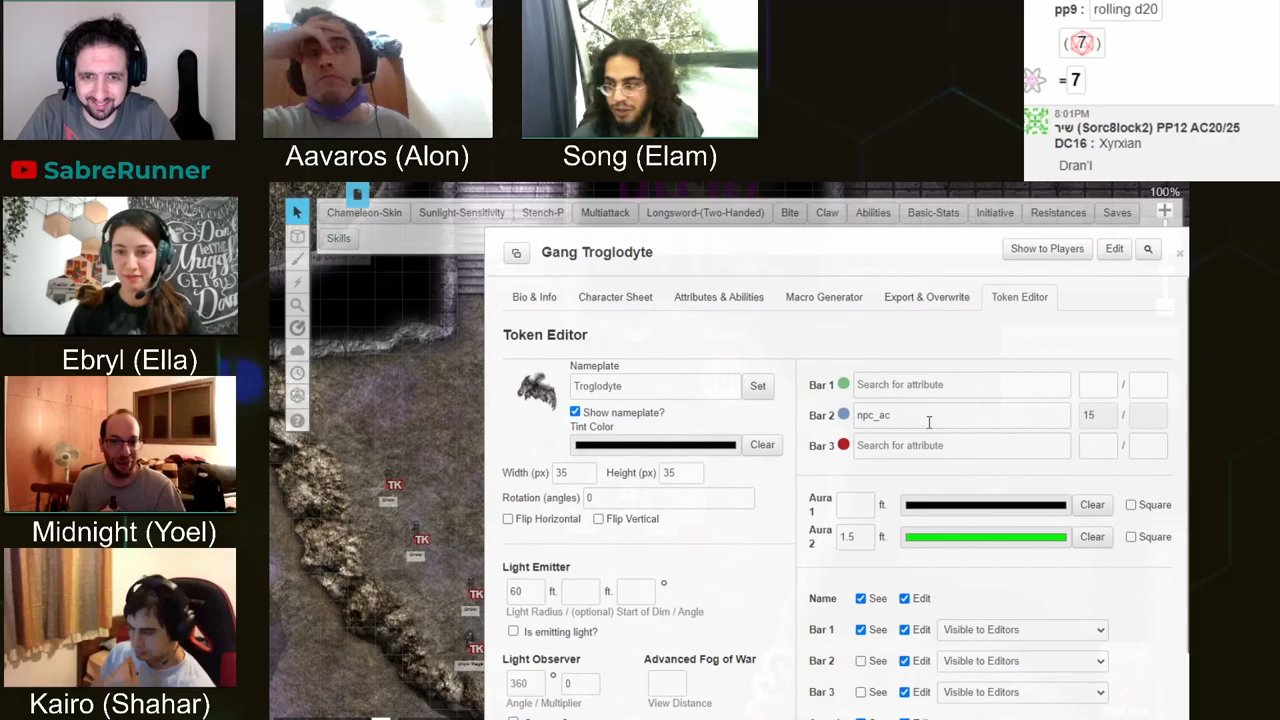 pp9: rolling d20
( 7 )
= 7
8:01PM
שיר (Sorc8lock2) PP12 AC20/25
DC16: Xyrxian
Dran'l
Aavaros (Alon)
Song (Elam)
SabreRunner
Ebryl (Ella)
Midnight (Yoel)
Kairo (Shahar)
100%
Chameleon-Skin Sunlight-Sensitivity Stench-P Multiattack Longsword-(Two-Handed) Bite Claw Abilities Basic-Stats Initiative Resistances Saves
Skills
Gang Troglodyte
Show to Players Edit
Bio & Info Character Sheet Attributes & Abilities Macro Generator Export & Overwrite Token Editor
Token Editor
Nameplate
Troglodyte Set
Show nameplate?
Tint Color
Clear
Width (px) 35 Height (px) 35
Rotation (angles) 0
Flip Horizontal Flip Vertical
Bar 1 Search for attribute /
Bar 2 npc_ac 15 /
Bar 3 Search for attribute /
Aura 1 ft. Clear Square
Aura 2 1.5 ft. Clear Square
Light Emitter
60 ft. ft. °
Light Radius / (optional) Start of Dim / Angle
Is emitting light?
Light Observer
360 ° 0
Angle / Multiplier
Advanced Fog of War
View Distance
Name See Edit
Bar 1 See Edit Visible to Editors
Bar 2 See Edit Visible to Editors
Bar 3 See Edit Visible to Editors
TK
TK
TK
TK